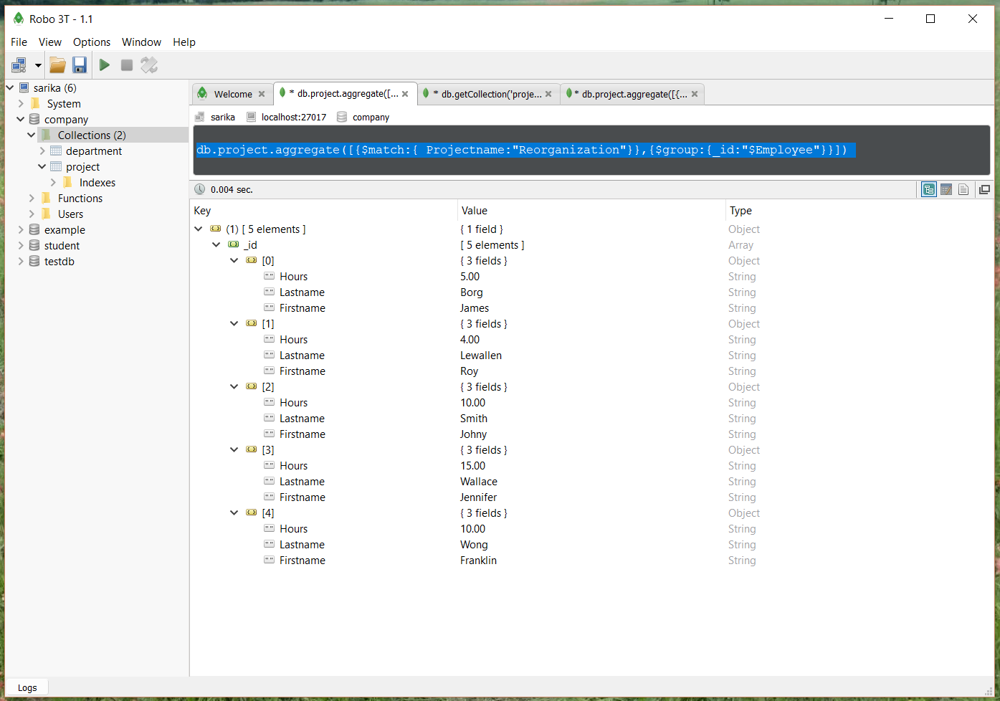 Robo 3T - 1.1
File View Options Window Help
sarika (6)
System
company
Collections (2)
department
project
Indexes
Functions
Users
example
student
testdb
Welcome
* db.project.aggregate([...
* db.getCollection('proje...
* db.project.aggregate([{...
sarika localhost:27017 company
db.project.aggregate([{$match:{ Projectname:"Reorganization"}},{$group:{_id:"$Employee"}}])
0.004 sec.
Key Value Type
(1) [ 5 elements ] { 1 field } Object
_id [ 5 elements ] Array
[0] { 3 fields } Object
"" Hours 5.00 String
"" Lastname Borg String
"" Firstname James String
[1] { 3 fields } Object
"" Hours 4.00 String
"" Lastname Lewallen String
"" Firstname Roy String
[2] { 3 fields } Object
"" Hours 10.00 String
"" Lastname Smith String
"" Firstname Johny String
[3] { 3 fields } Object
"" Hours 15.00 String
"" Lastname Wallace String
"" Firstname Jennifer String
[4] { 3 fields } Object
"" Hours 10.00 String
"" Lastname Wong String
"" Firstname Franklin String
Logs